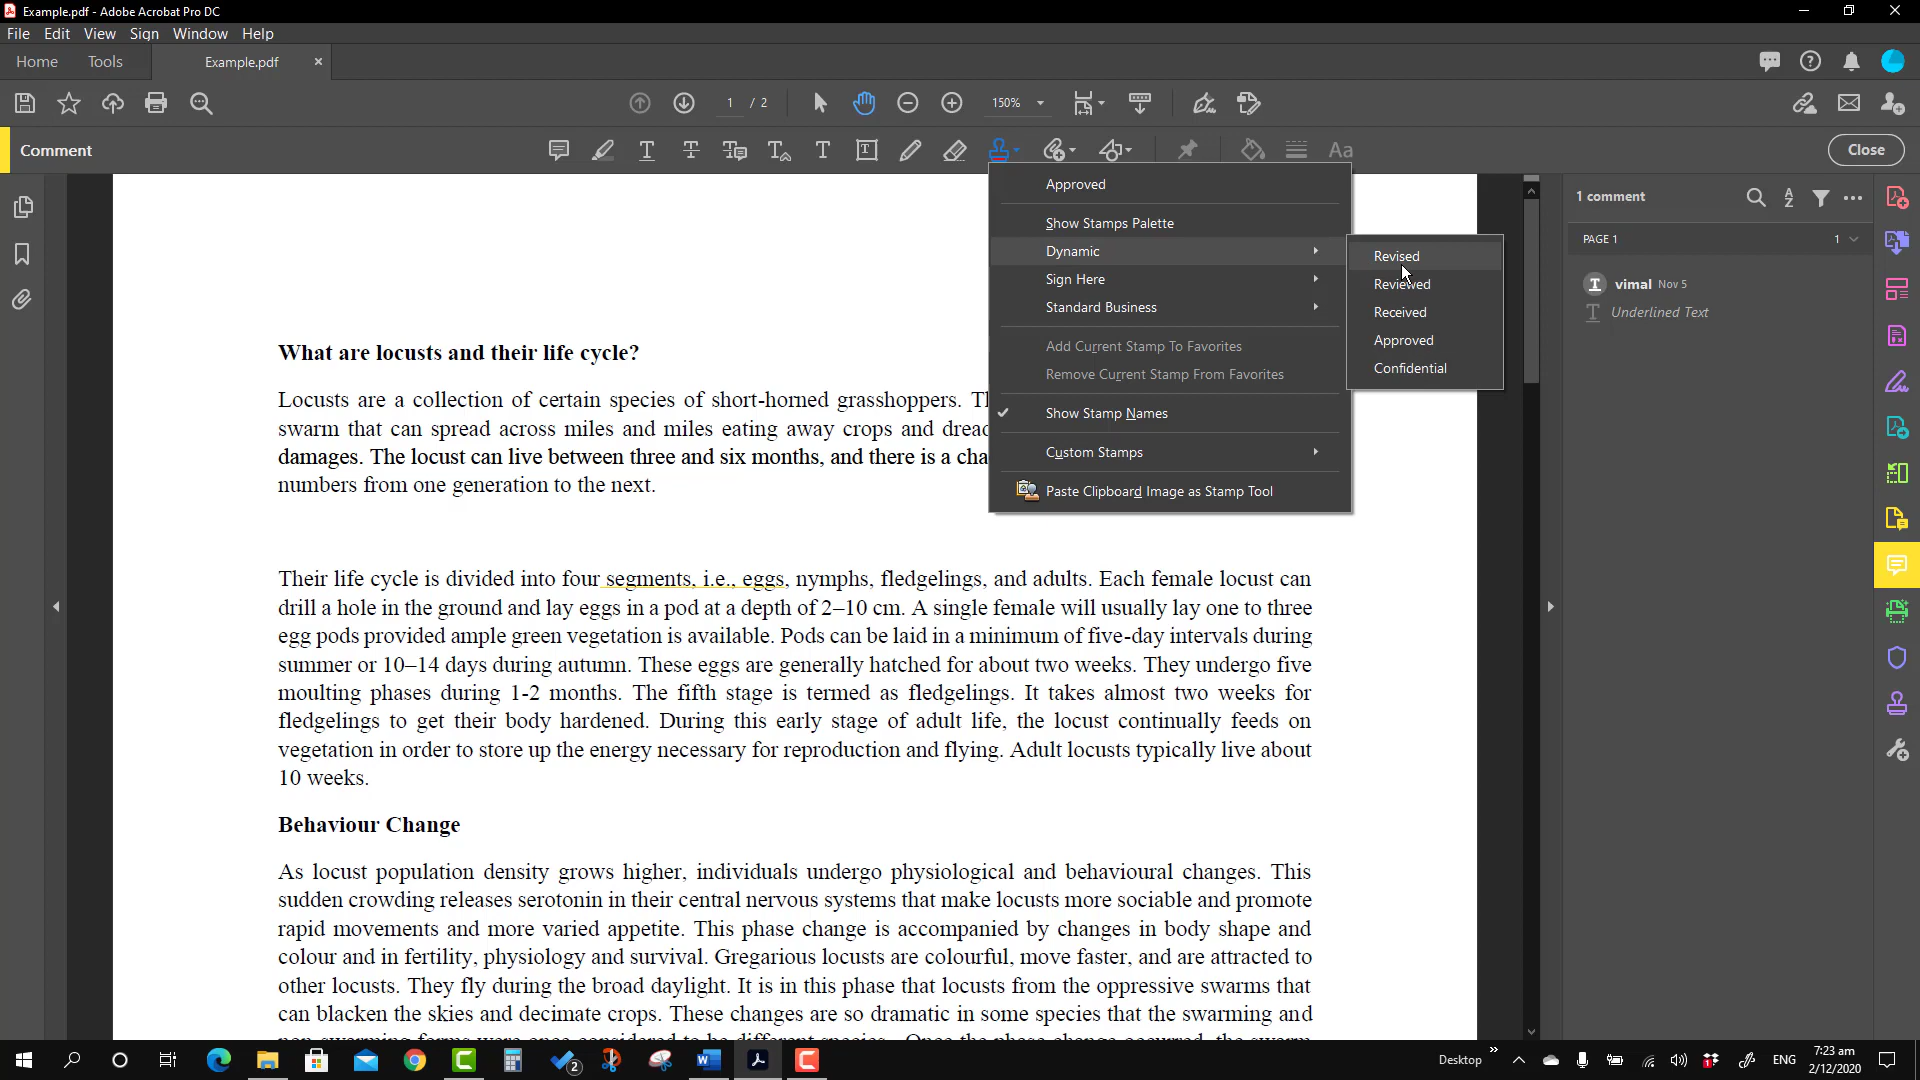 Example.pdf - Adobe Acrobat Pro DC
File Edit View Sign Window Help
Home Tools Example.pdf
1 / 2 150%
Comment Close
Approved
Show Stamps Palette
Dynamic
Sign Here
Standard Business
Add Current Stamp To Favorites
Remove Current Stamp From Favorites
Show Stamp Names
Custom Stamps
Paste Clipboard Image as Stamp Tool
Revised
Reviewed
Received
Approved
Confidential
1 comment
PAGE 1 1
vimal Nov 5
Underlined Text
What are locusts and their life cycle?
Locusts are a collection of certain species of short-horned grasshoppers.
swarm that can spread across miles and miles eating away crops and
damages. The locust can live between three and six months, and there is a
numbers from one generation to the next.
Their life cycle is divided into four segments, i.e., eggs, nymphs, fledgelings, and adults. Each female locust can
drill a hole in the ground and lay eggs in a pod at a depth of 2–10 cm. A single female will usually lay one to three
egg pods provided ample green vegetation is available. Pods can be laid in a minimum of five-day intervals during
summer or 10–14 days during autumn. These eggs are generally hatched for about two weeks. They undergo five
moulting phases during 1-2 months. The fifth stage is termed as fledgelings. It takes almost two weeks for
fledgelings to get their body hardened. During this early stage of adult life, the locust continually feeds on
vegetation in order to store up the energy necessary for reproduction and flying. Adult locusts typically live about
10 weeks.
Behaviour Change
As locust population density grows higher, individuals undergo physiological and behavioural changes. This
sudden crowding releases serotonin in their central nervous systems that make locusts more sociable and promote
rapid movements and more varied appetite. This phase change is accompanied by changes in body shape and
colour and in fertility, physiology and survival. Gregarious locusts are colourful, move faster, and are attracted to
other locusts. They fly during the broad daylight. It is in this phase that locusts from the oppressive swarms that
can blacken the skies and decimate crops. These changes are so dramatic in some species that the swarming and
Desktop ENG 7:23 am
2/12/2020